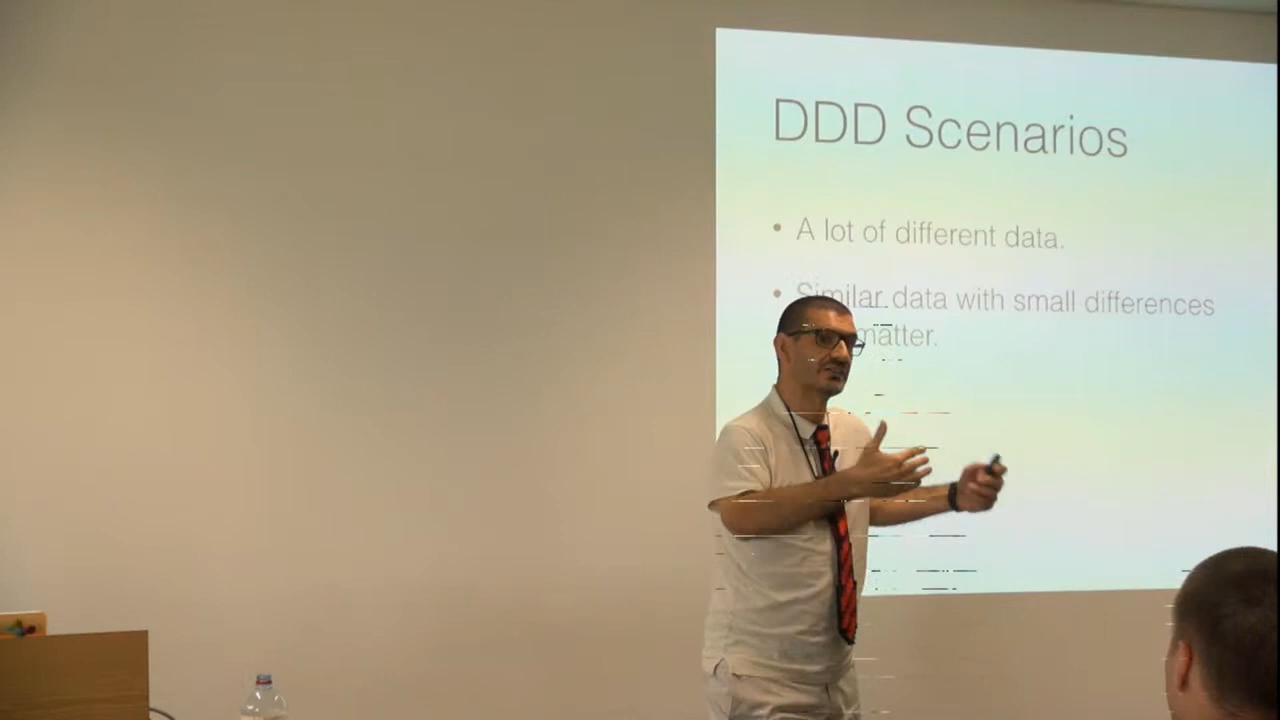 DDD Scenarios
• A lot of different data.
• Similar data with small differences
matter.